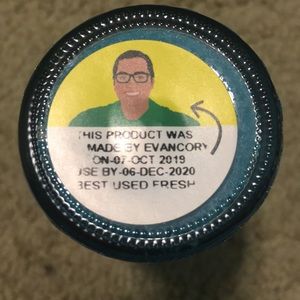 THIS PRODUCT WAS
MADE BY EVANCORY
ON-07-OCT 2019
USE BY-06-DEC-2020
BEST USED FRESH